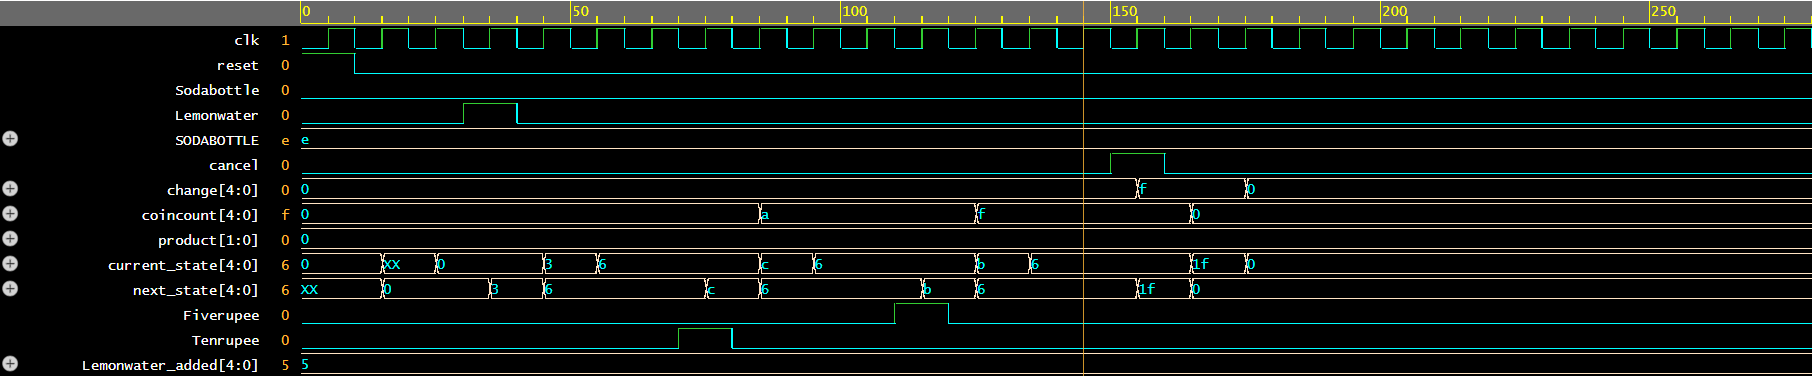 0 50 100 150 200 250
clk 1
reset 0
Sodabottle 0
Lemonwater 0
SODABOTTLE e e
cancel 0
change[4:0] 0 0 f 0
coincount[4:0] f 0 a f 0
product[1:0] 0 0
current_state[4:0] 6 0 XX 0 3 6 c 6 b 6 1f 0
next_state[4:0] 6 XX 0 3 6 c 6 b 6 1f 0
Fiverupee 0
Tenrupee 0
Lemonwater_added[4:0] 5 5